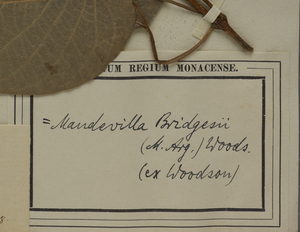 UM REGIUM MONACENSE.
= Mandevilla Bridgesii
(M. Arg.) Woods.
(ex Woodson)